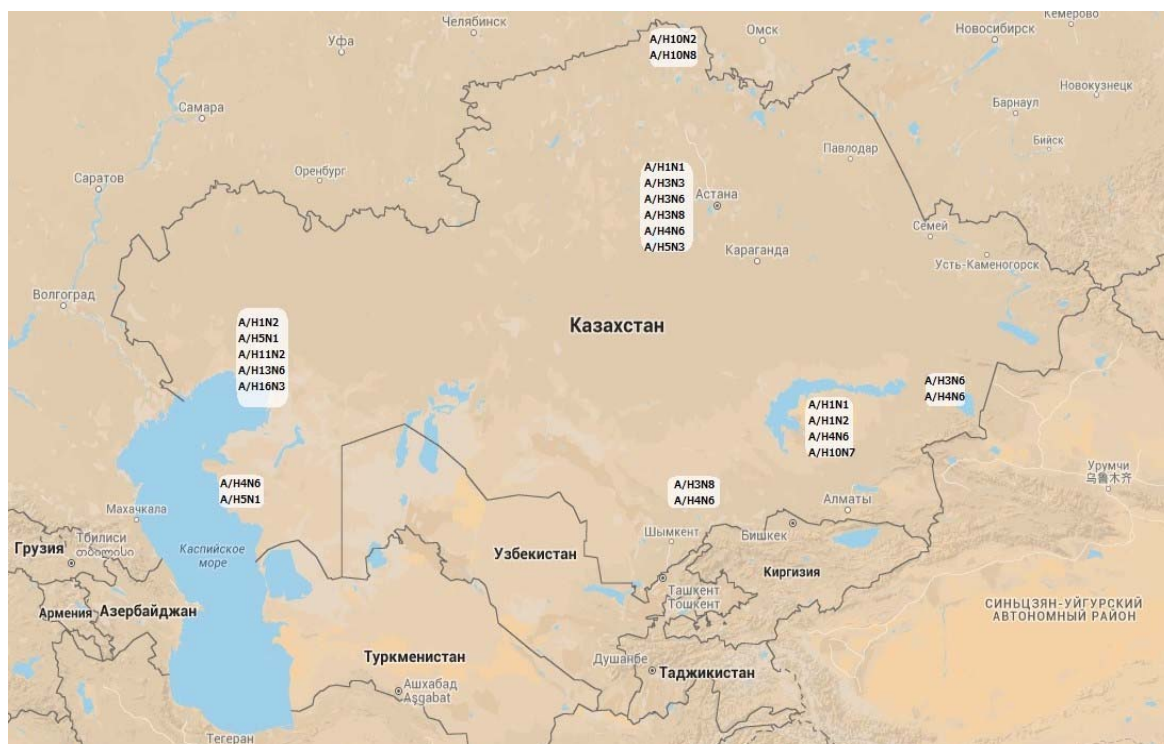 Челябинск
Кемерово
Уфа
A/H10N2
A/H10N8
Омск
Новосибирск
Новокузнецк
Самара
Барнаул
Бийск
Павлодар
Оренбург
Саратов
A/H1N1
A/H3N3
A/H3N6
A/H3N8
A/H4N6
A/H5N3
Астана
Караганда
Семей
Усть-Каменогорск
Волгоград
A/H1N2
A/H5N1
A/H11N2
A/H13N6
A/H16N3
Казахстан
A/H3N6
A/H4N6
A/H1N1
A/H1N2
A/H4N6
A/H10N7
A/H4N6
A/H5N1
A/H3N8
A/H4N6
Урумчи
乌鲁木齐
Алматы
Махачкала
Шымкент
Бишкек
Грузия
Тбилиси
თბილისი
Каспийское
море
Узбекистан
Киргизия
Ташкент
Тошкент
Армения
Азербайджан
СИНЬЦЗЯН-УЙГУРСКИЙ
АВТОНОМНЫЙ РАЙОН
Туркменистан
Душанбе
Таджикистан
Ашхабад
Aşgabat
Тегеран